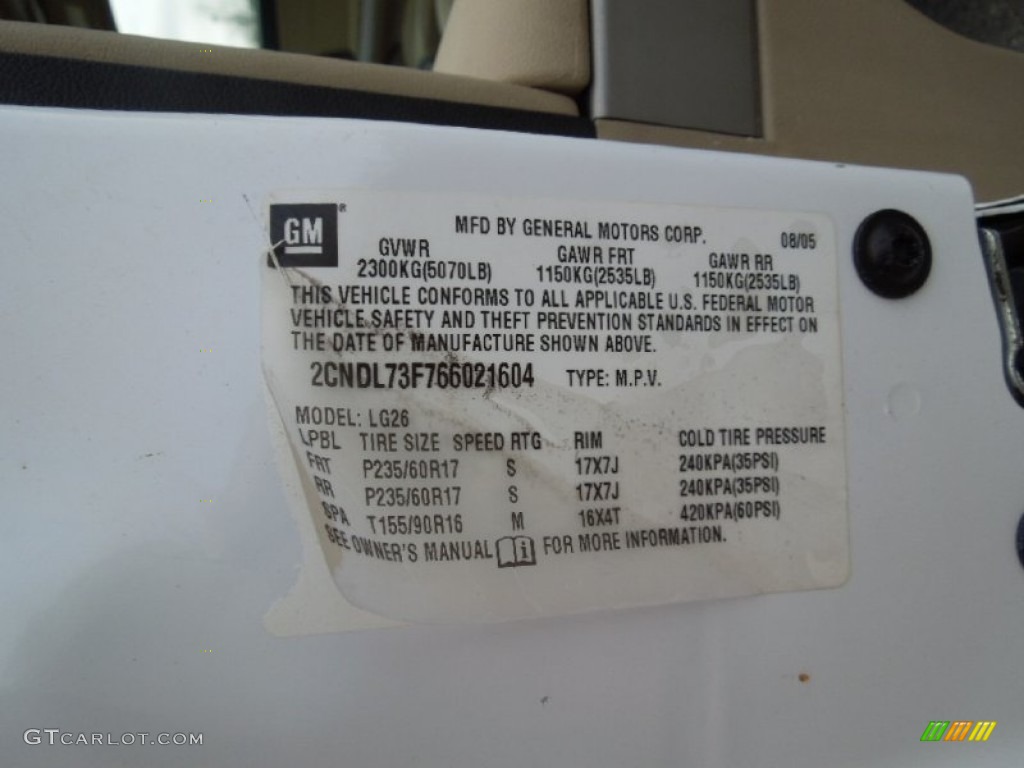 GM®
MFD BY GENERAL MOTORS CORP. 08/05
GVWR GAWR FRT GAWR RR
2300KG(5070LB) 1150KG(2535LB) 1150KG(2535LB)
THIS VEHICLE CONFORMS TO ALL APPLICABLE U.S. FEDERAL MOTOR
VEHICLE SAFETY AND THEFT PREVENTION STANDARDS IN EFFECT ON
THE DATE OF MANUFACTURE SHOWN ABOVE.
2CNDL73F766021604 TYPE: M.P.V.
MODEL: LG26
LPBL TIRE SIZE SPEED RTG RIM COLD TIRE PRESSURE
FRT P235/60R17 S 17X7J 240KPA(35PSI)
RR P235/60R17 S 17X7J 240KPA(35PSI)
SPA T155/90R16 M 16X4T 420KPA(60PSI)
SEE OWNER'S MANUAL i FOR MORE INFORMATION.
GTCARLOT.COM